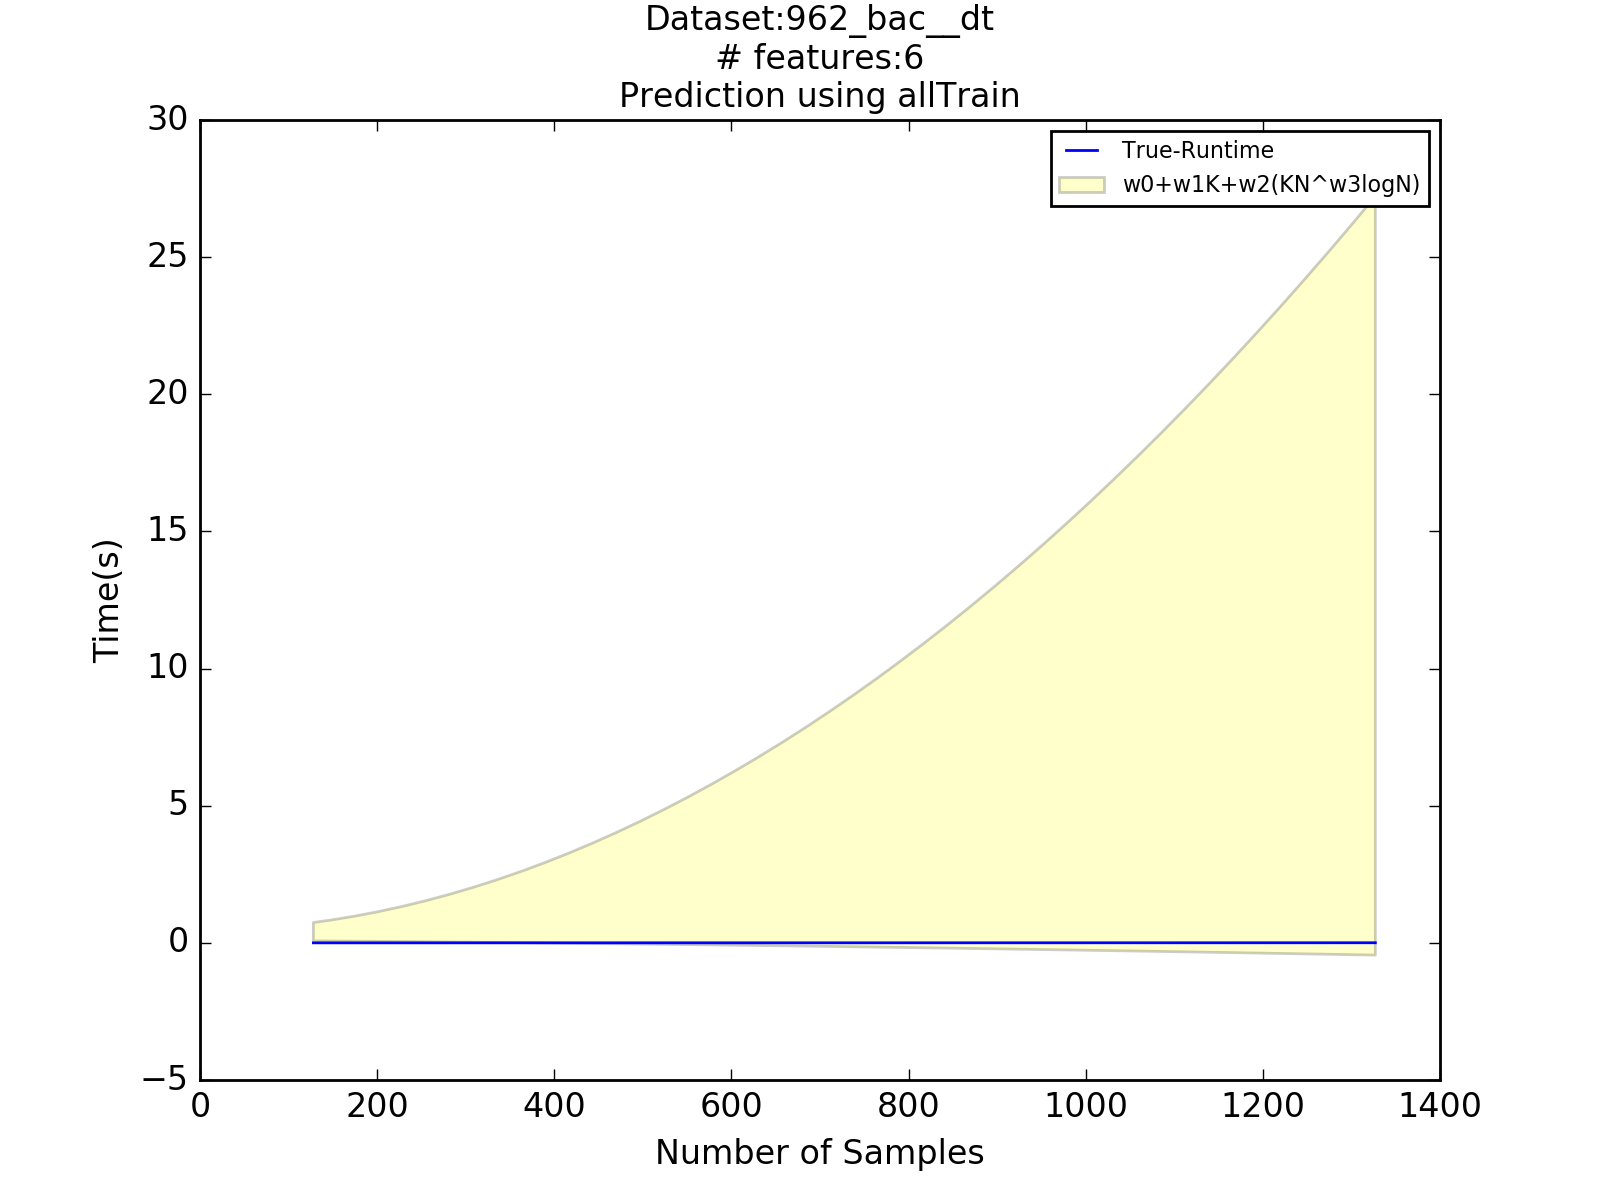 Dataset:962_bac__dt
# features:6
Prediction using allTrain
30
25
20
15
10
5
0
−5
Time(s)
True-Runtime
w0+w1K+w2(KN^w3logN)
0 200 400 600 800 1000 1200 1400
Number of Samples